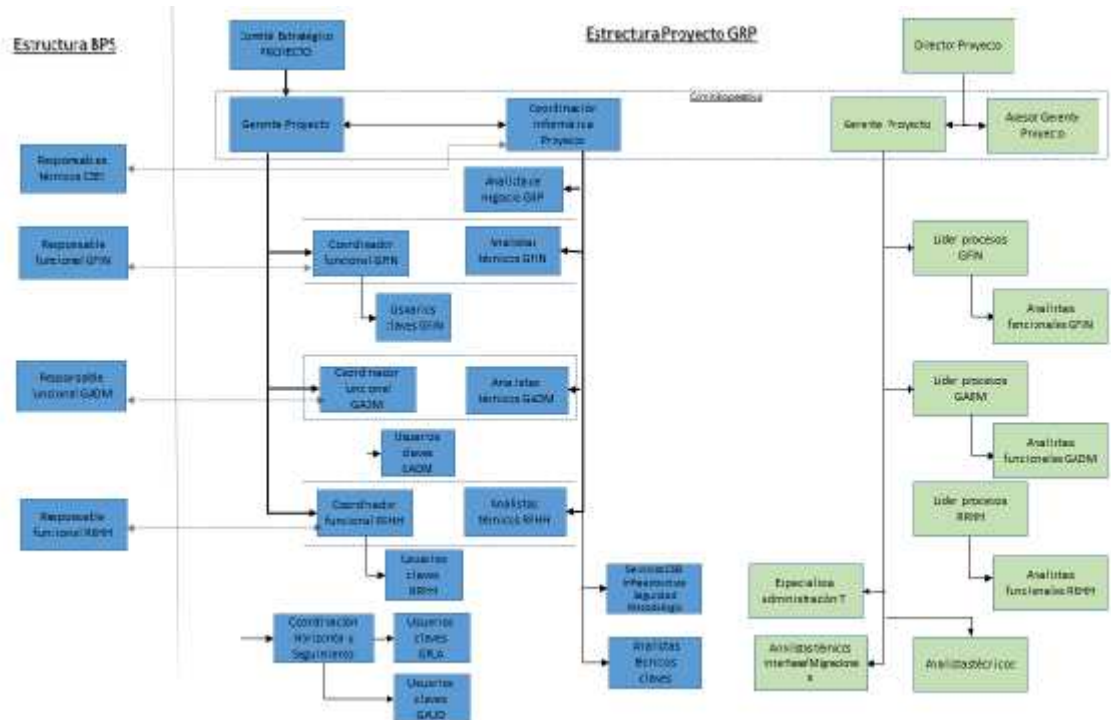 Estructura BPS
Estructura Proyecto GRP
Comité Estratégico
PROYECTO
Director Proyecto
Gerente Proyecto
Coordinación
Informática
Proyecto
Gerente Proyecto
Asesor Gerente
Proyecto
Responsables
técnicos
Analista de
negocio GRP
Responsable
funcional GFIN
Coordinador
funcional GFIN
Analistas
técnicos GFIN
Líder procesos
GFIN
Usuarios
claves GFIN
Analistas
funcionales GFIN
Responsable
funcional GADM
Coordinador
funcional
GADM
Analistas
técnicos GADM
Líder procesos
GADM
Usuarios
claves
GADM
Analistas
funcionales GADM
Responsable
funcional RRHH
Coordinador
funcional RRHH
Analistas
técnicos RRHH
Líder procesos
RRHH
Usuarios
claves
RRHH
Servicios
Infraestructura
Seguridad
Especialista
administración T
Analistas
funcionales RRHH
Coordinación
Horizontal y
Seguimiento
Usuarios
claves
Analistas
técnicos
claves
Analistas técnicos
Interfases/Migraciones
Analistas técnicos
Usuarios
claves